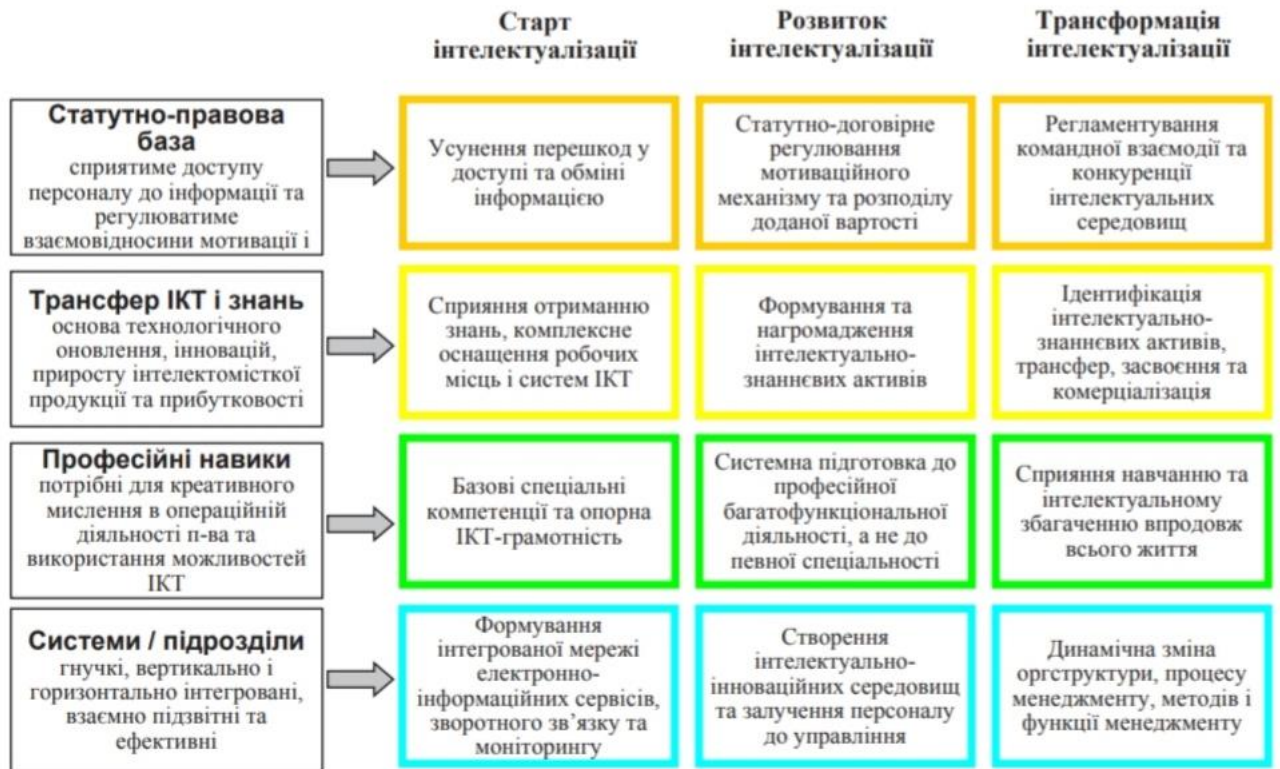 Старт
інтелектуалізації
Розвиток
інтелектуалізації
Трансформація
інтелектуалізації
Статутно-правова
база
сприятиме доступу
персоналу до інформації та
регулюватиме
взаємовідносини мотивації і
Усунення перешкод у
доступі та обміні
інформацією
Статутно-договірне
регулювання
мотиваційного
механізму та розподілу
доданої вартості
Регламентування
командної взаємодії та
конкуренції
інтелектуальних
середовищ
Трансфер ІКТ і знань
основа технологічного
оновлення, інновацій,
приросту інтелектомісткої
продукції та прибутковості
Сприяння отриманню
знань, комплексне
оснащення робочих
місць і систем ІКТ
Формування та
нагромадження
інтелектуально-
знаннєвих активів
Ідентифікація
інтелектуально-
знаннєвих активів,
трансфер, засвоєння та
комерціалізація
Професійні навики
потрібні для креативного
мислення в операційній
діяльності п-ва та
використання можливостей
ІКТ
Базові спеціальні
компетенції та опорна
ІКТ-грамотність
Системна підготовка до
професійної
багатофункціональної
діяльності, а не до
певної спеціальності
Сприяння навчанню та
інтелектуальному
збагаченню впродовж
всього життя
Системи / підрозділи
гнучкі, вертикально і
горизонтально інтегровані,
взаємно підзвітні та
ефективні
Формування
інтегрованої мережі
електронно-
інформаційних сервісів,
зворотного зв’язку та
моніторингу
Створення
інтелектуально-
інноваційних середовищ
та залучення персоналу
до управління
Динамічна зміна
оргструктури, процесу
менеджменту, методів і
функції менеджменту